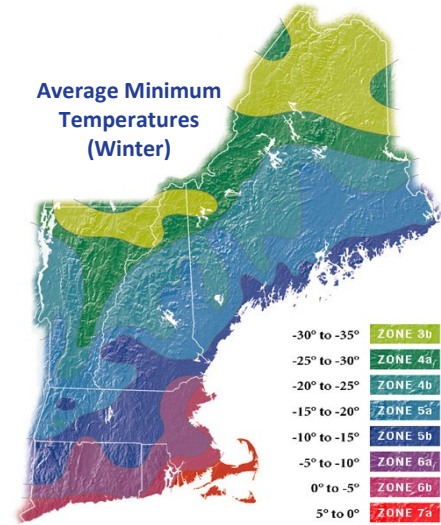 Average Minimum
Temperatures
(Winter)
-30° to -35° ZONE 3b
-25° to -30° ZONE 4a
-20° to -25° ZONE 4b
-15° to -20° ZONE 5a
-10° to -15° ZONE 5b
-5° to -10° ZONE 6a
0° to -5° ZONE 6b
5° to 0° ZONE 7a